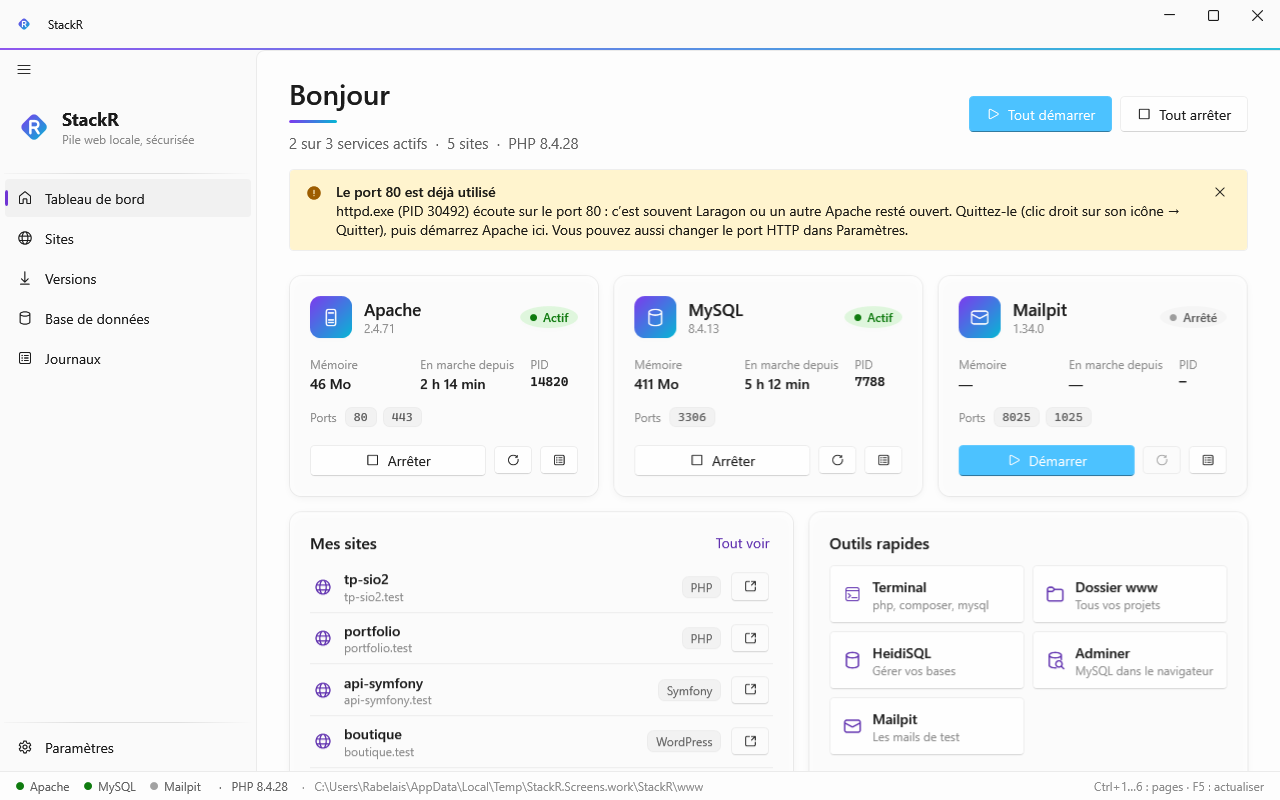 StackR
StackR
Pile web locale, sécurisée
Tableau de bord
Sites
Versions
Base de données
Journaux
Paramètres
Bonjour
2 sur 3 services actifs · 5 sites · PHP 8.4.28
Tout démarrer
Tout arrêter
Le port 80 est déjà utilisé
httpd.exe (PID 30492) écoute sur le port 80 : c'est souvent Laragon ou un autre Apache resté ouvert. Quittez-le (clic droit sur son icône →
Quitter), puis démarrez Apache ici. Vous pouvez aussi changer le port HTTP dans Paramètres.
Apache
2.4.71
Actif
Mémoire En marche depuis PID
46 Mo 2 h 14 min 14820
Ports 80 443
Arrêter
MySQL
8.4.13
Actif
Mémoire En marche depuis PID
411 Mo 5 h 12 min 7788
Ports 3306
Arrêter
Mailpit
1.34.0
Arrêté
Mémoire En marche depuis PID
— — —
Ports 8025 1025
Démarrer
Mes sites
Tout voir
tp-sio2
tp-sio2.test
PHP
portfolio
portfolio.test
PHP
api-symfony
api-symfony.test
Symfony
boutique
boutique.test
WordPress
Outils rapides
Terminal
php, composer, mysql
Dossier www
Tous vos projets
HeidiSQL
Gérer vos bases
Adminer
MySQL dans le navigateur
Mailpit
Les mails de test
Apache MySQL Mailpit · PHP 8.4.28 · C:\Users\Rabelais\AppData\Local\Temp\StackR.Screens.work\StackR\www
Ctrl+1…6 : pages · F5 : actualiser